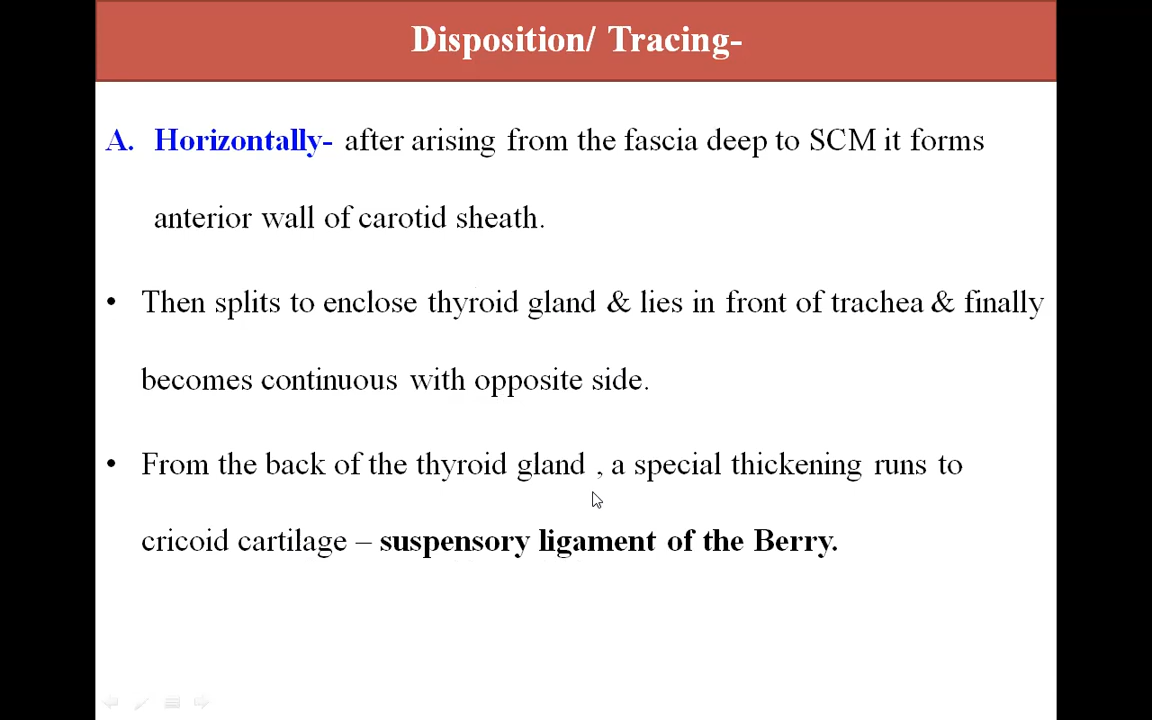 Disposition/ Tracing-
A. Horizontally- after arising from the fascia deep to SCM it forms
anterior wall of carotid sheath.
• Then splits to enclose thyroid gland & lies in front of trachea & finally
becomes continuous with opposite side.
• From the back of the thyroid gland , a special thickening runs to
cricoid cartilage – suspensory ligament of the Berry.